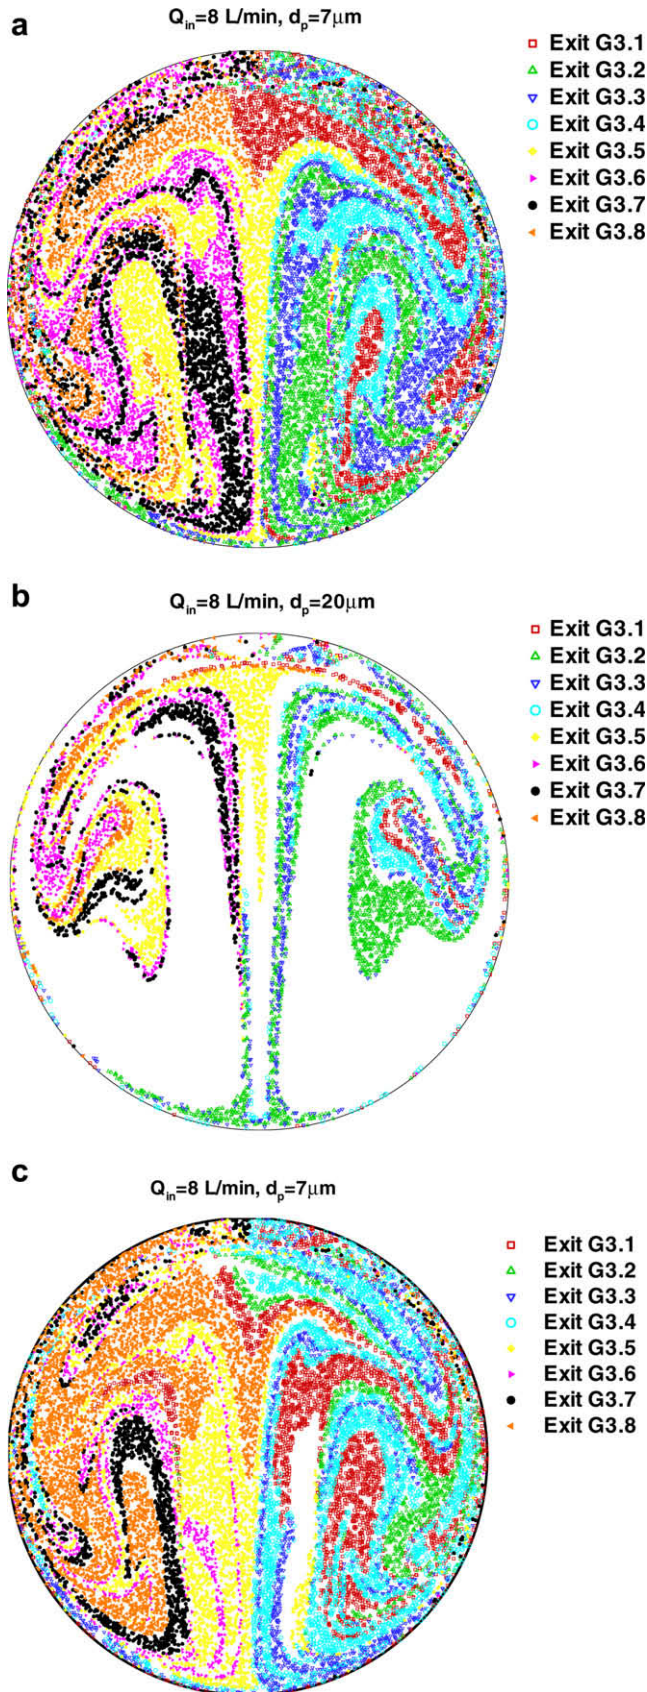 a
Q_in=8 L/min, d_p=7μm
Exit G3.1
Exit G3.2
Exit G3.3
Exit G3.4
Exit G3.5
Exit G3.6
Exit G3.7
Exit G3.8
b
Q_in=8 L/min, d_p=20μm
Exit G3.1
Exit G3.2
Exit G3.3
Exit G3.4
Exit G3.5
Exit G3.6
Exit G3.7
Exit G3.8
c
Q_in=8 L/min, d_p=7μm
Exit G3.1
Exit G3.2
Exit G3.3
Exit G3.4
Exit G3.5
Exit G3.6
Exit G3.7
Exit G3.8